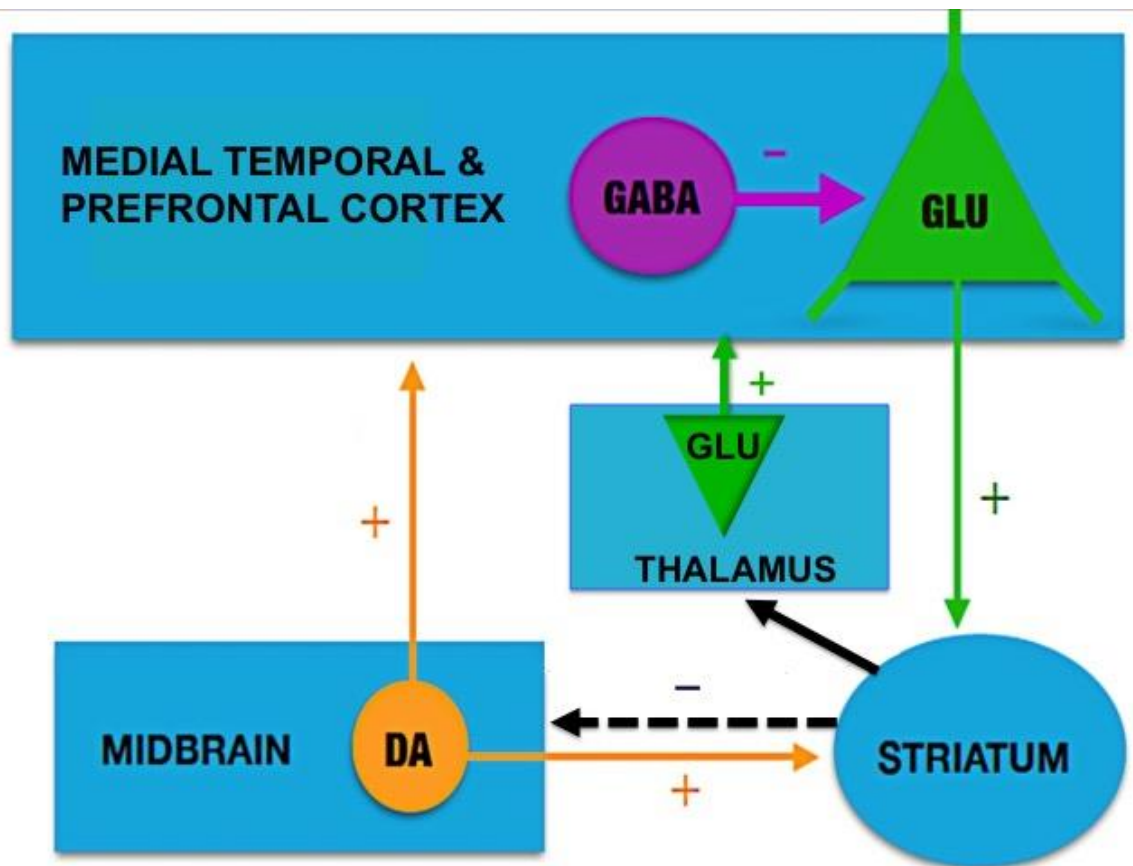 MEDIAL TEMPORAL &
PREFRONTAL CORTEX
GABA
−
GLU
+
GLU
+
+
THALAMUS
−
MIDBRAIN
DA
+
STRIATUM